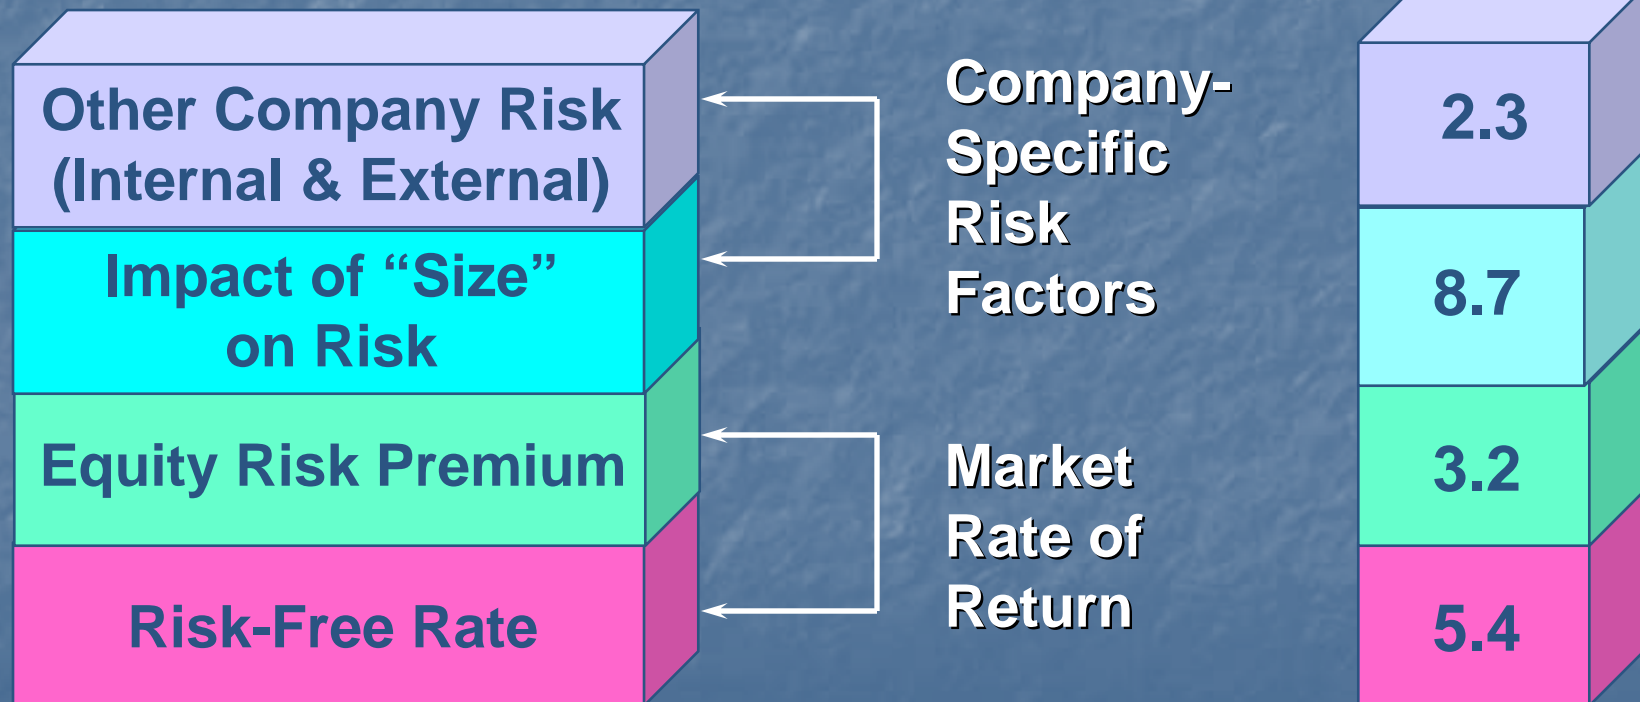 Other Company Risk
(Internal & External)
Impact of “Size”
on Risk
Equity Risk Premium
Risk-Free Rate
Company-
Specific
Risk
Factors
Market
Rate of
Return
2.3
8.7
3.2
5.4